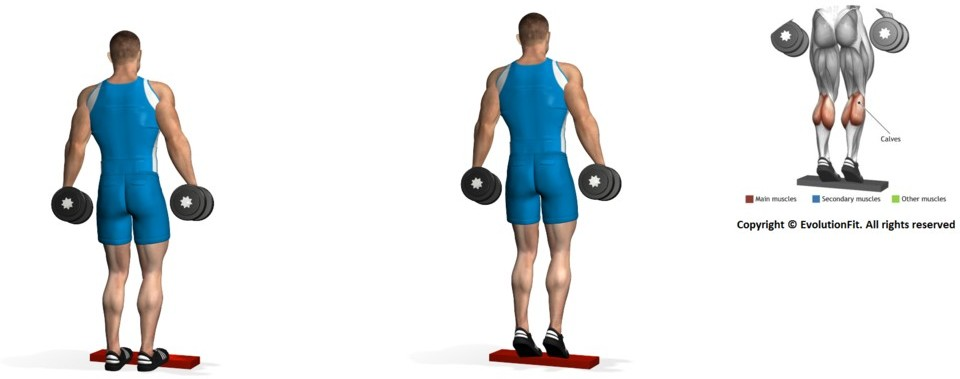 Calves
Main muscles Secondary muscles Other muscles
Copyright © EvolutionFit. All rights reserved